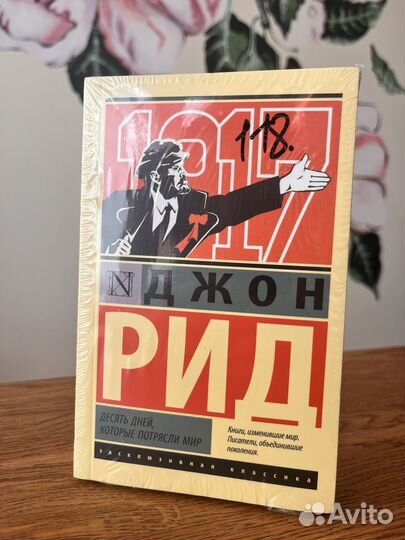 1917
118.
N
ДЖОН
РИД
ДЕСЯТЬ ДНЕЙ,
КОТОРЫЕ ПОТРЯСЛИ МИР
Книги, изменившие мир.
Писатели, объединившие
поколения.
эксклюзивная классика
Avito